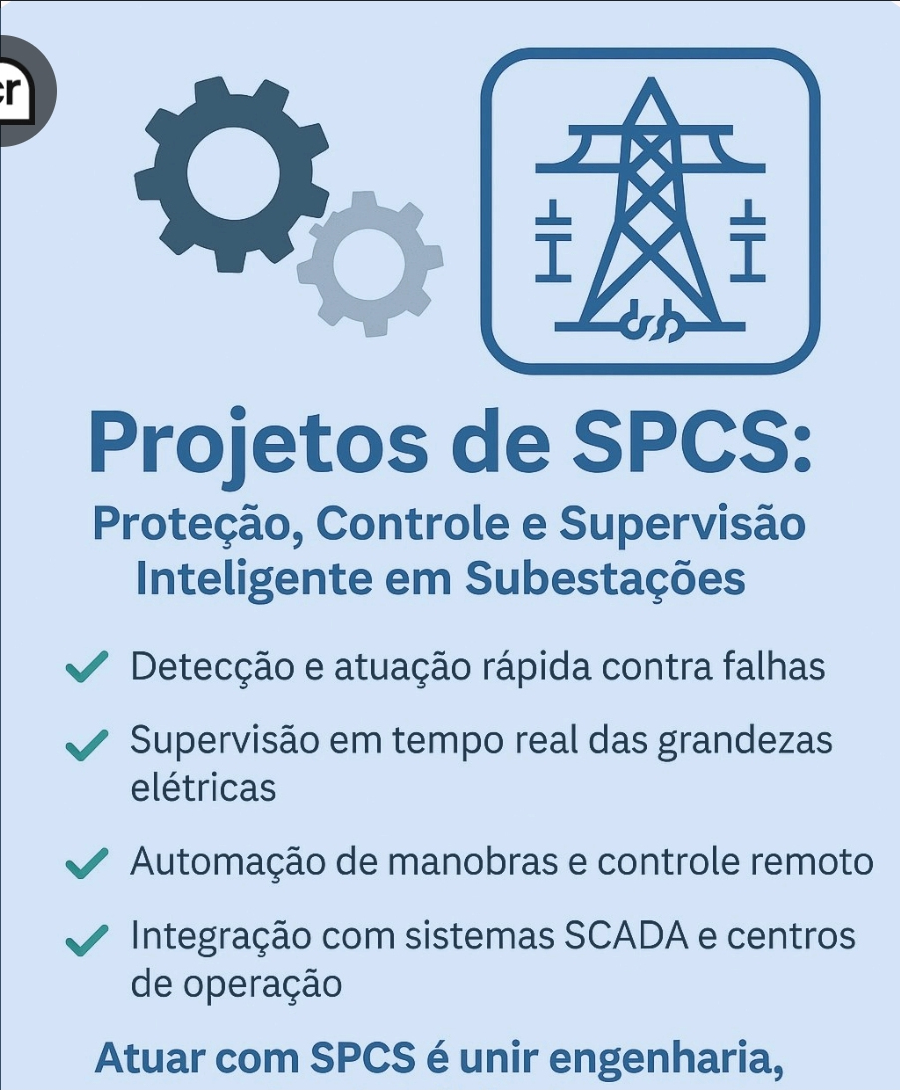 cr
Projetos de SPCS:
Proteção, Controle e Supervisão
Inteligente em Subestações
Detecção e atuação rápida contra falhas
Supervisão em tempo real das grandezas
elétricas
Automação de manobras e controle remoto
Integração com sistemas SCADA e centros
de operação
Atuar com SPCS é unir engenharia,